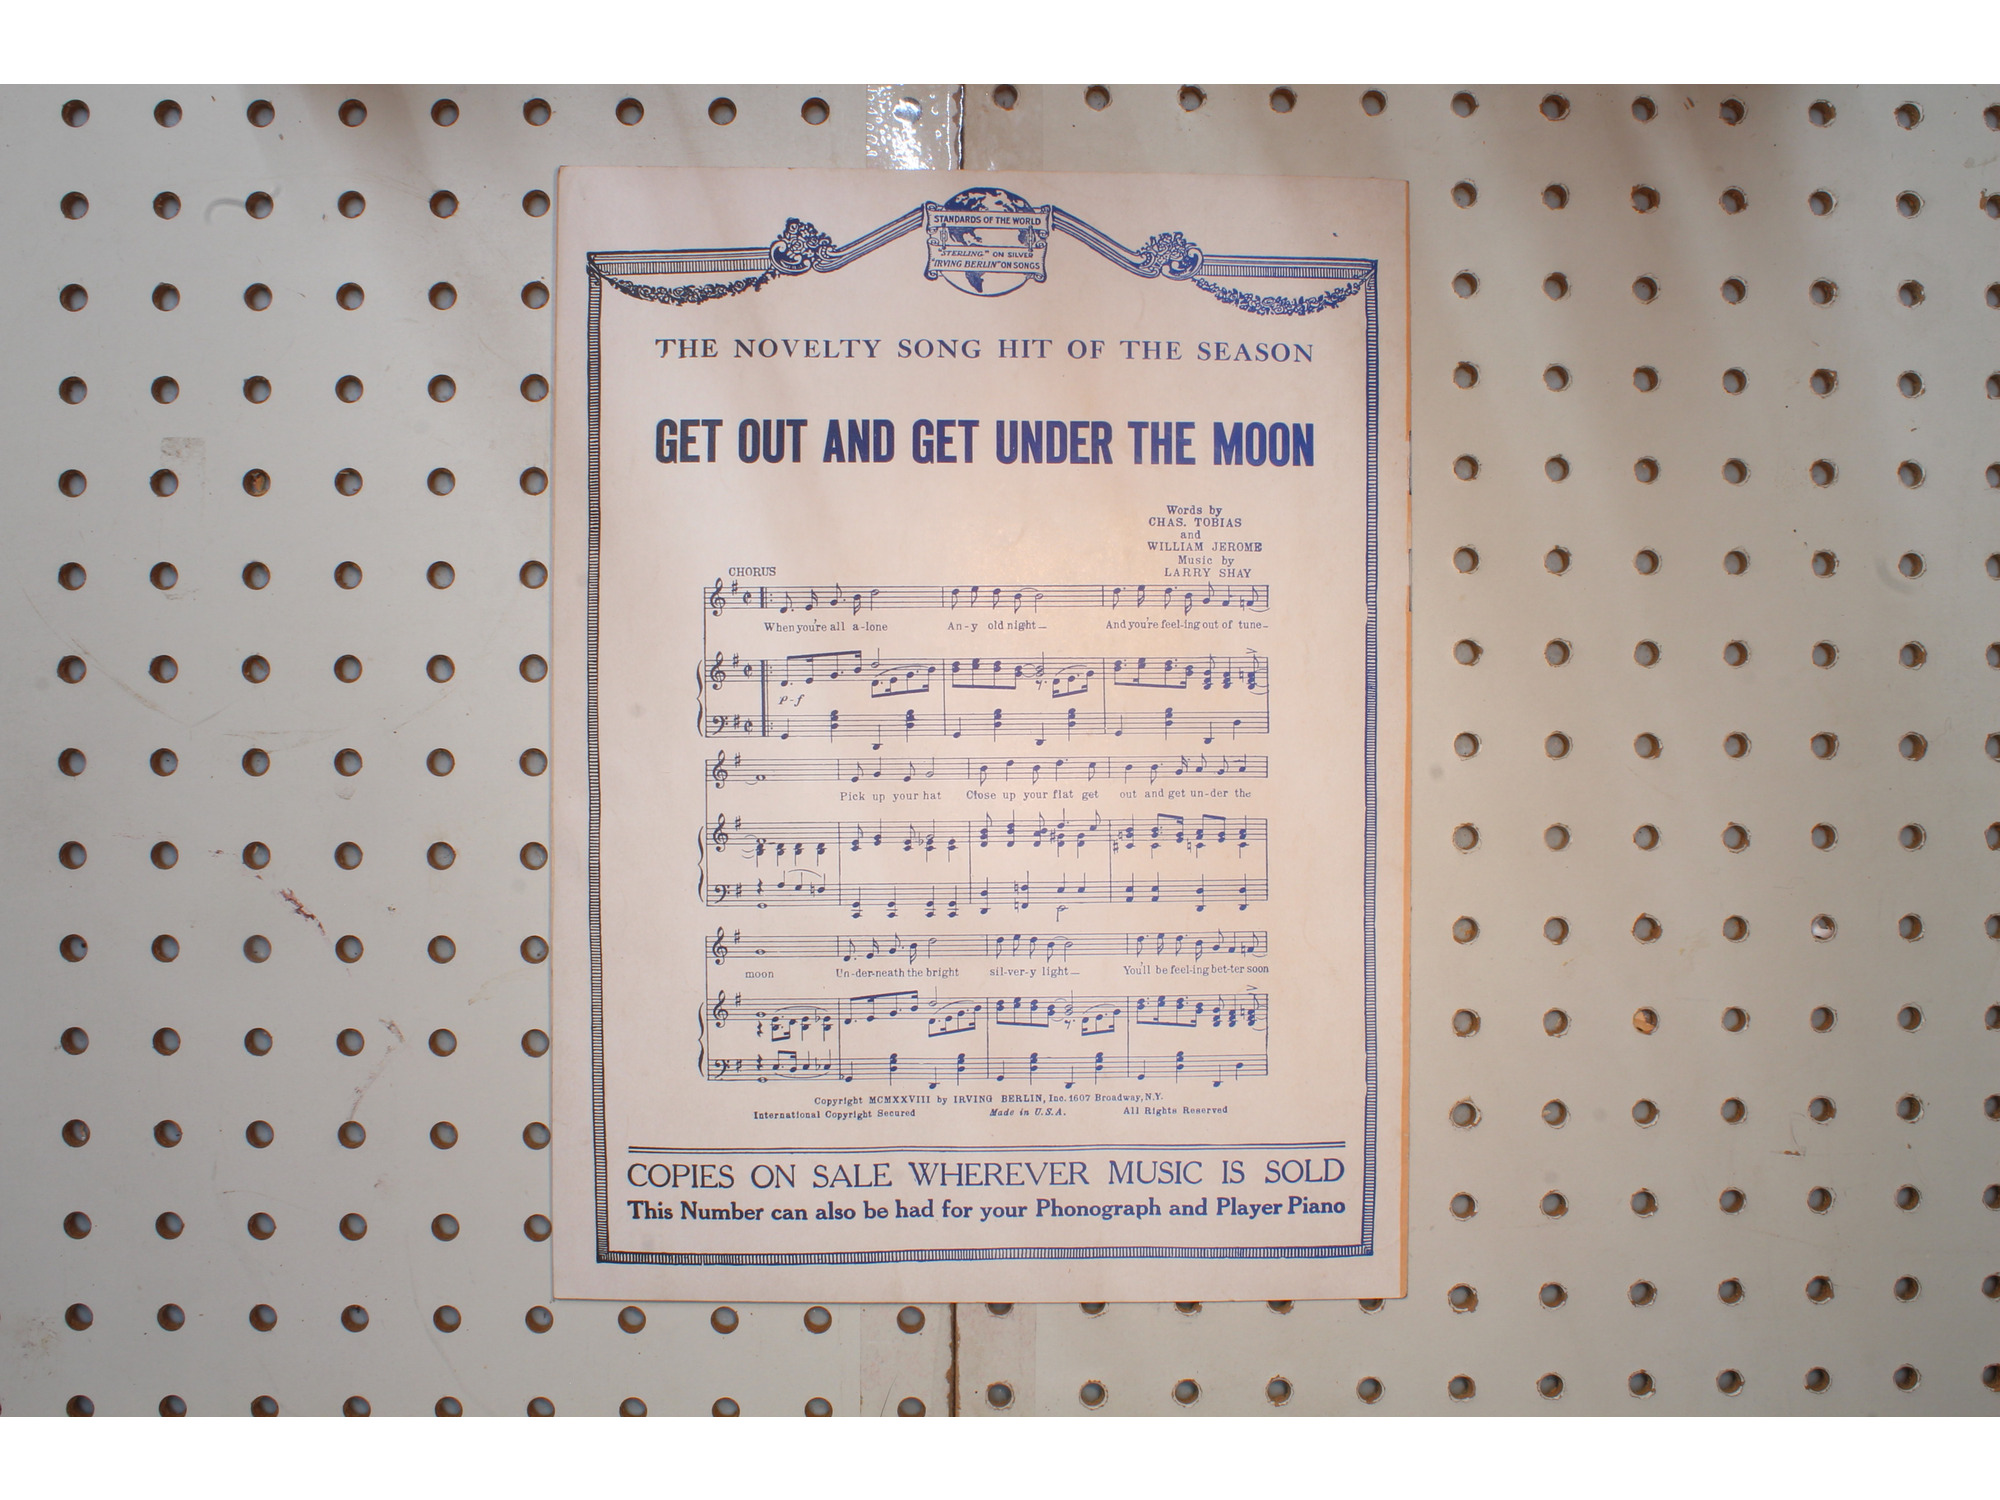 STANDARDS OF THE WORLD
"STERLING" ON SILVER
"IRVING BERLIN" ON SONGS
THE NOVELTY SONG HIT OF THE SEASON
GET OUT AND GET UNDER THE MOON
Words by
CHAS. TOBIAS
and
WILLIAM JEROME
Music by
LARRY SHAY
CHORUS
When you're all a-lone An-y old night And you're feel-ing out of tune
p-f
Pick up your hat Close up your flat get out and get un-der the
moon Un-der-neath the bright sil-ver-y light You'll be feel-ing bet-ter soon
Copyright MCMXXVIII by IRVING BERLIN, Inc. 1607 Broadway, N.Y.
International Copyright Secured Made in U.S.A. All Rights Reserved
COPIES ON SALE WHEREVER MUSIC IS SOLD
This Number can also be had for your Phonograph and Player Piano